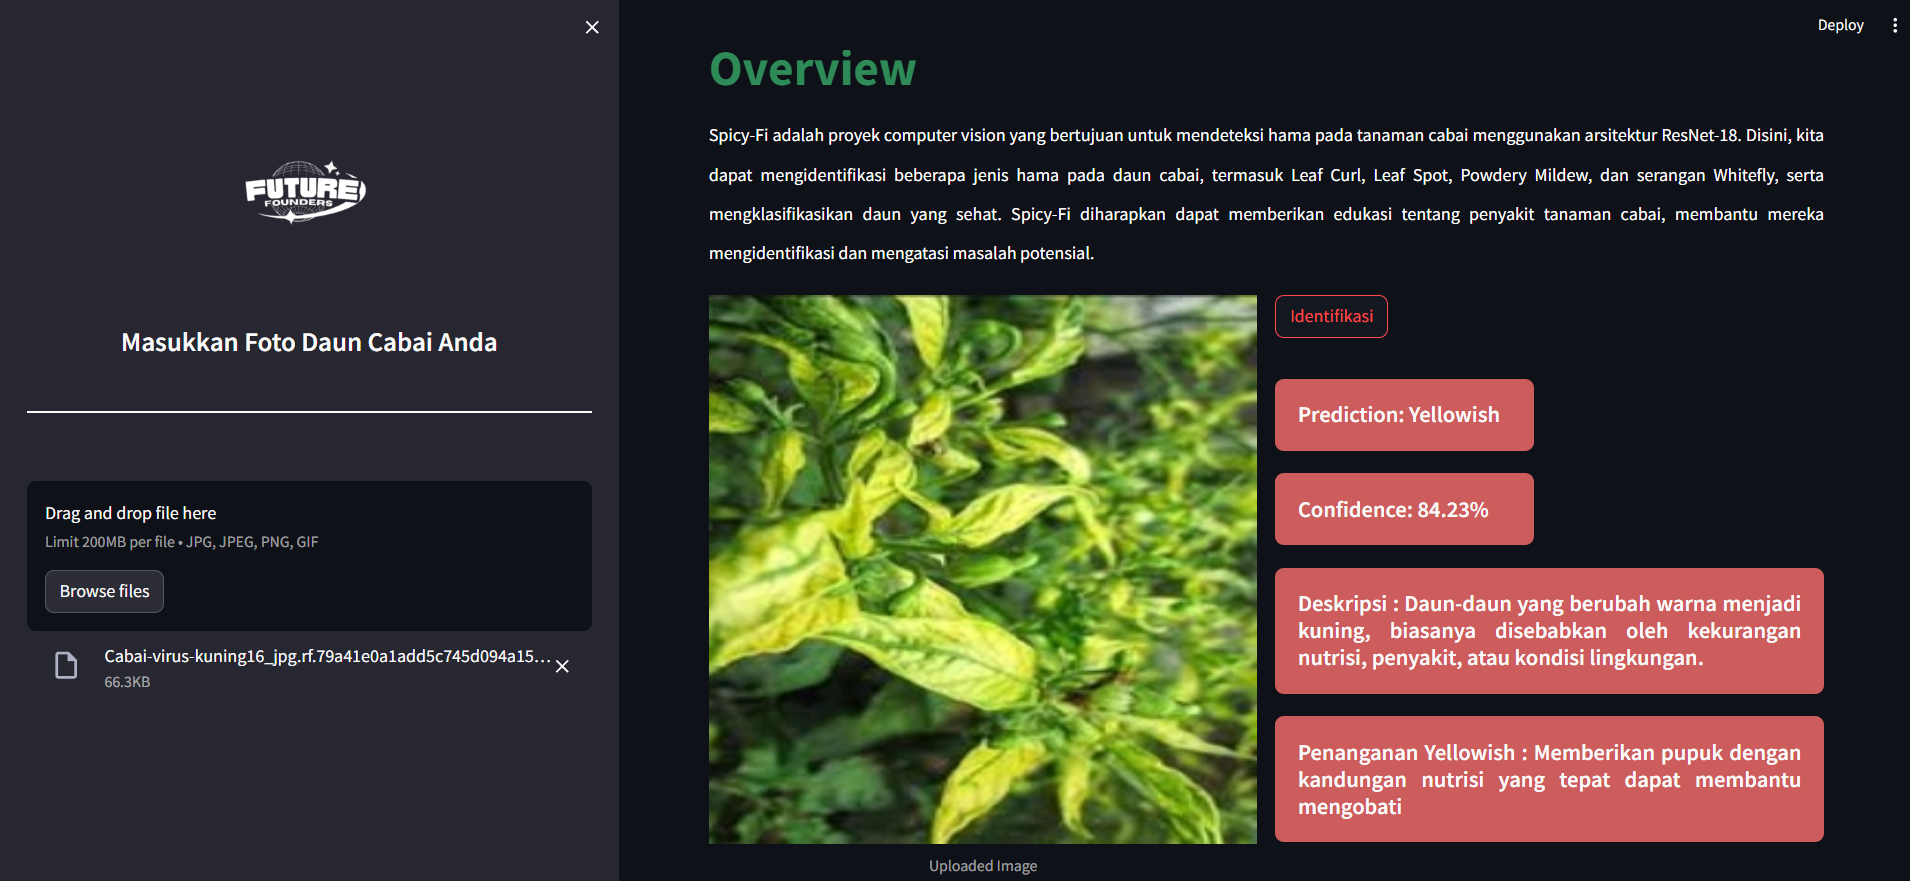 FUTURE
FOUNDERS
Masukkan Foto Daun Cabai Anda
Drag and drop file here
Limit 200MB per file • JPG, JPEG, PNG, GIF
Browse files
Cabai-virus-kuning16_jpg.rf.79a41e0a1add5c745d094a15...
66.3KB
Deploy
Overview
Spicy-Fi adalah proyek computer vision yang bertujuan untuk mendeteksi hama pada tanaman cabai menggunakan arsitektur ResNet-18. Disini, kita
dapat mengidentifikasi beberapa jenis hama pada daun cabai, termasuk Leaf Curl, Leaf Spot, Powdery Mildew, dan serangan Whitefly, serta
mengklasifikasikan daun yang sehat. Spicy-Fi diharapkan dapat memberikan edukasi tentang penyakit tanaman cabai, membantu mereka
mengidentifikasi dan mengatasi masalah potensial.
Uploaded Image
Identifikasi
Prediction: Yellowish
Confidence: 84.23%
Deskripsi : Daun-daun yang berubah warna menjadi
kuning, biasanya disebabkan oleh kekurangan
nutrisi, penyakit, atau kondisi lingkungan.
Penanganan Yellowish : Memberikan pupuk dengan
kandungan nutrisi yang tepat dapat membantu
mengobati